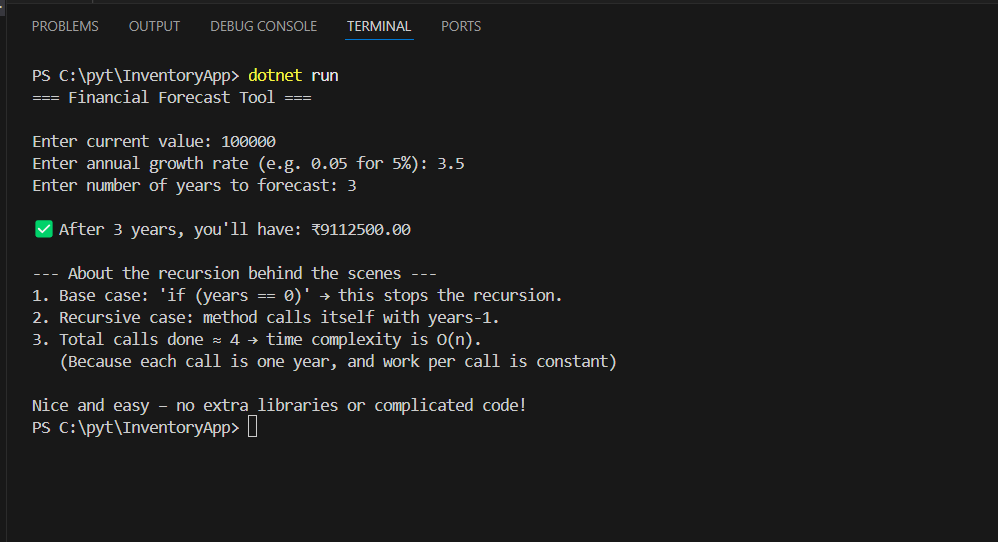 PROBLEMS OUTPUT DEBUG CONSOLE TERMINAL PORTS
PS C:\pyt\InventoryApp> dotnet run
=== Financial Forecast Tool ===
Enter current value: 100000
Enter annual growth rate (e.g. 0.05 for 5%): 3.5
Enter number of years to forecast: 3
✅ After 3 years, you'll have: ₹9112500.00
--- About the recursion behind the scenes ---
1. Base case: 'if (years == 0)' → this stops the recursion.
2. Recursive case: method calls itself with years-1.
3. Total calls done ≈ 4 → time complexity is O(n).
(Because each call is one year, and work per call is constant)
Nice and easy – no extra libraries or complicated code!
PS C:\pyt\InventoryApp>